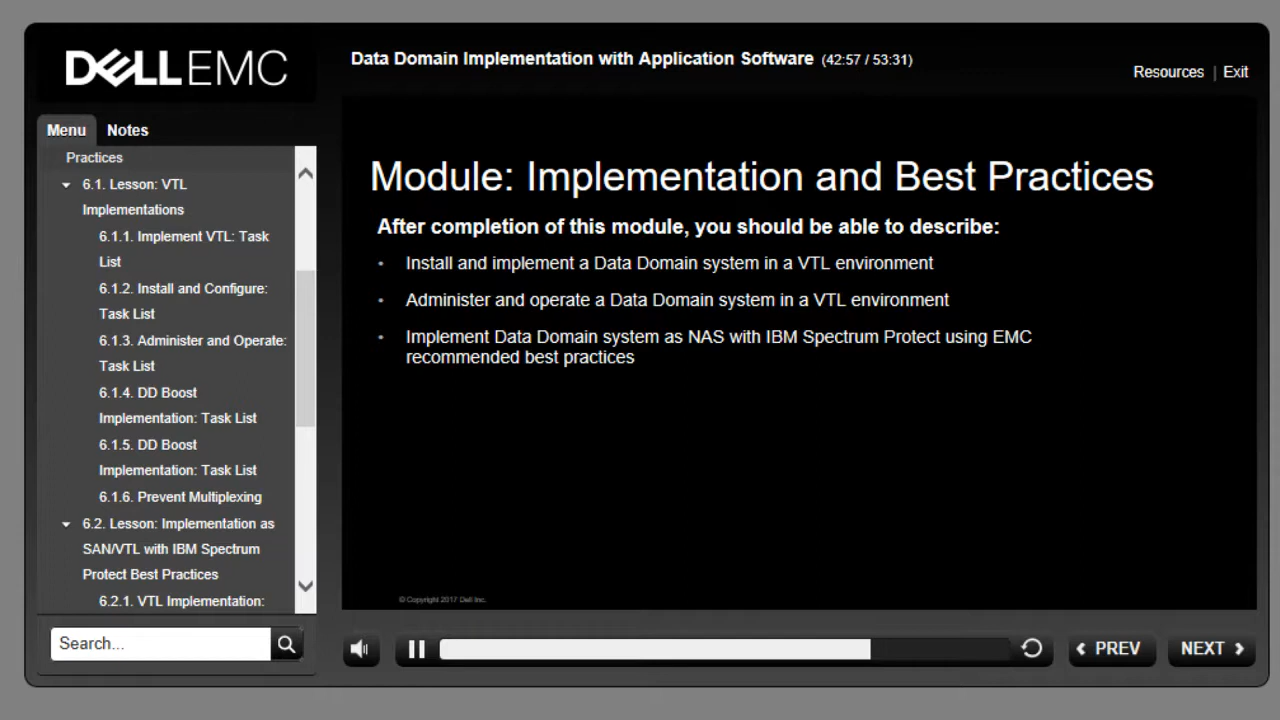 DELLEMC
Data Domain Implementation with Application Software (42:57 / 53:31)
Resources | Exit
Menu Notes
Practices
6.1. Lesson: VTL
Implementations
6.1.1. Implement VTL: Task
List
6.1.2. Install and Configure:
Task List
6.1.3. Administer and Operate:
Task List
6.1.4. DD Boost
Implementation: Task List
6.1.5. DD Boost
Implementation: Task List
6.1.6. Prevent Multiplexing
6.2. Lesson: Implementation as
SAN/VTL with IBM Spectrum
Protect Best Practices
6.2.1. VTL Implementation:
Search...
Module: Implementation and Best Practices
After completion of this module, you should be able to describe:
• Install and implement a Data Domain system in a VTL environment
• Administer and operate a Data Domain system in a VTL environment
• Implement Data Domain system as NAS with IBM Spectrum Protect using EMC
recommended best practices
© Copyright 2017 Dell Inc.
PREV
NEXT